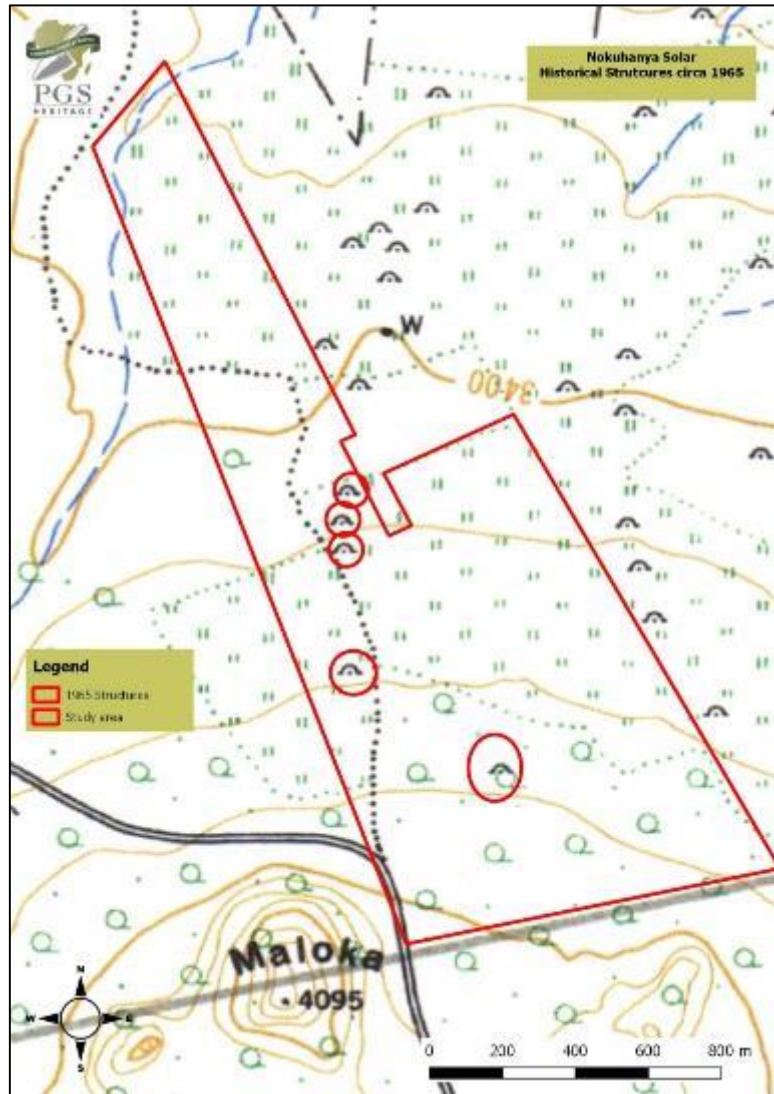 PGS
HERITAGE
Nokuhanya Solar
Historical Strutcures circa 1965
W
3400
Legend
1965 Structures
Study area
Maloka
4095
N
W
E
S
0 200 400 600 800 m